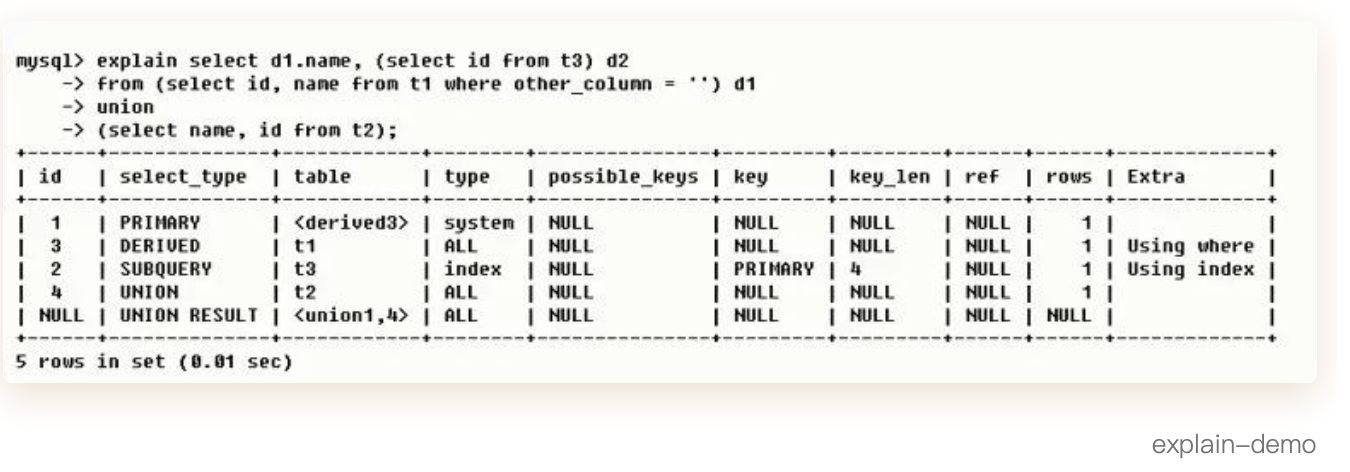 mysql> explain select d1.name, (select id from t3) d2
-> from (select id, name from t1 where other_column = '') d1
-> union
-> (select name, id from t2);
+------+--------------+------------+--------+---------------+---------+---------+------+------+-------------+
| id | select_type | table | type | possible_keys | key | key_len | ref | rows | Extra |
+------+--------------+------------+--------+---------------+---------+---------+------+------+-------------+
| 1 | PRIMARY | <derived3> | system | NULL | NULL | NULL | NULL | 1 | |
| 3 | DERIVED | t1 | ALL | NULL | NULL | NULL | NULL | 1 | Using where |
| 2 | SUBQUERY | t3 | index | NULL | PRIMARY | 4 | NULL | 1 | Using index |
| 4 | UNION | t2 | ALL | NULL | NULL | NULL | NULL | 1 | |
| NULL | UNION RESULT | <union1,4> | ALL | NULL | NULL | NULL | NULL | NULL | |
+------+--------------+------------+--------+---------------+---------+---------+------+------+-------------+
5 rows in set (0.01 sec)
explain-demo